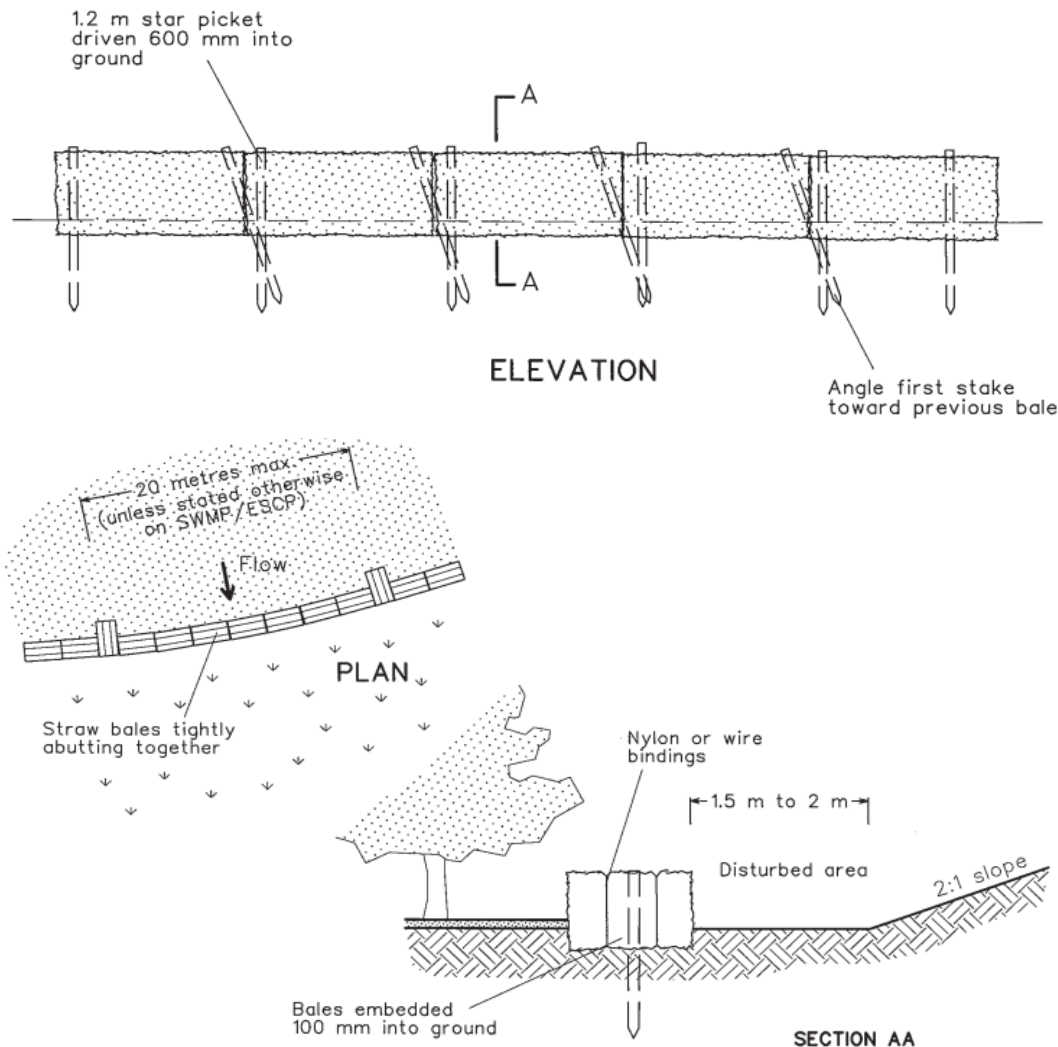 1.2 m star picket
driven 600 mm into
ground
A
A
ELEVATION
Angle first stake
toward previous bale
20 metres max.
(unless stated otherwise
on SWMP/ESCP)
Flow
PLAN
Straw bales tightly
abutting together
Nylon or wire
bindings
1.5 m to 2 m
Disturbed area
2:1 slope
Bales embedded
100 mm into ground
SECTION AA